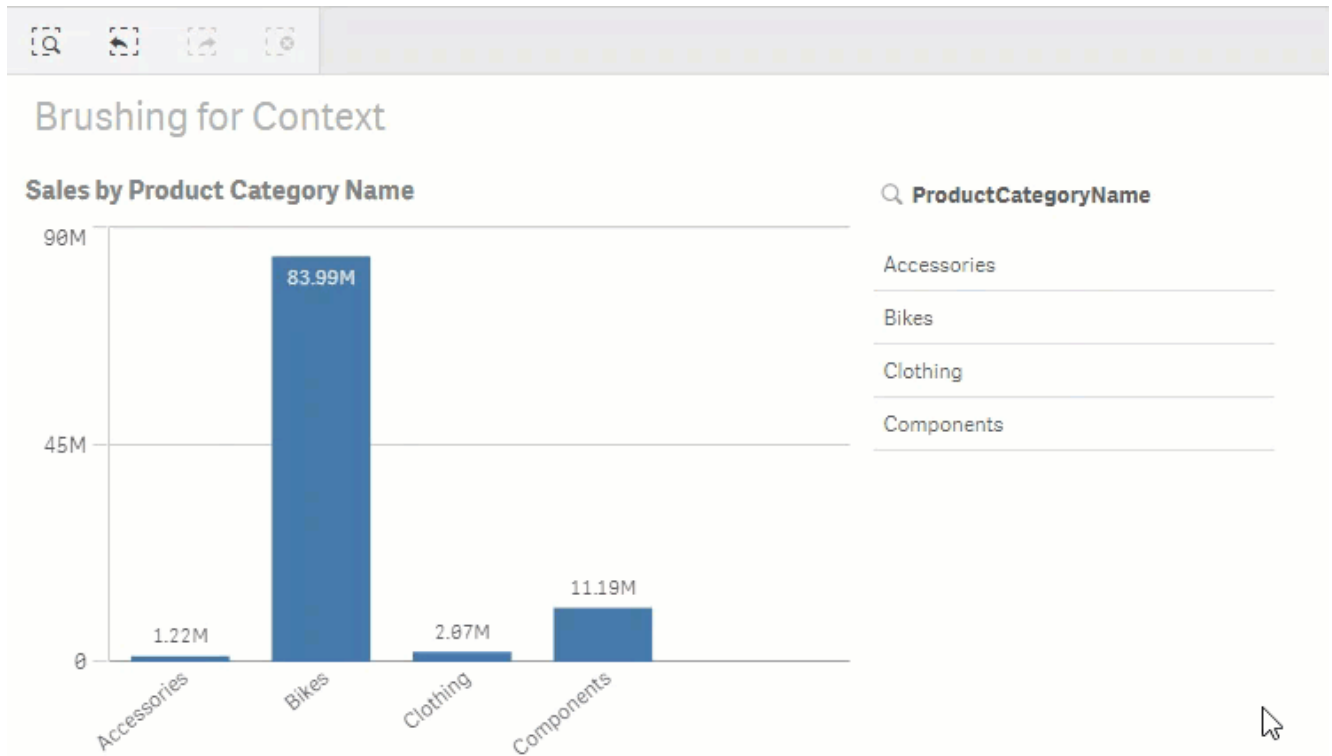 Brushing for Context
Sales by Product Category Name
90M
83.99M
45M
11.19M
1.22M
2.07M
0
Accessories
Bikes
Clothing
Components
ProductCategoryName
Accessories
Bikes
Clothing
Components